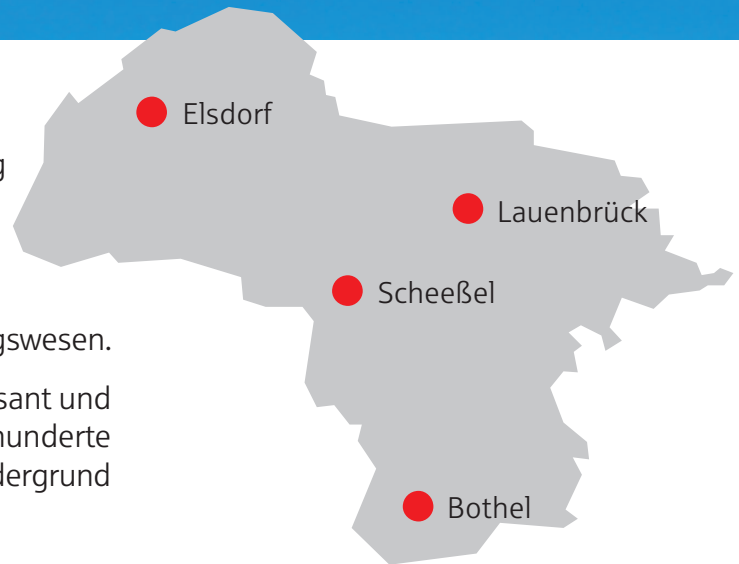 Elsdorf
g
Lauenbrück
Scheeßel
gswesen.
sant und
hunderte
dergrund
Bothel